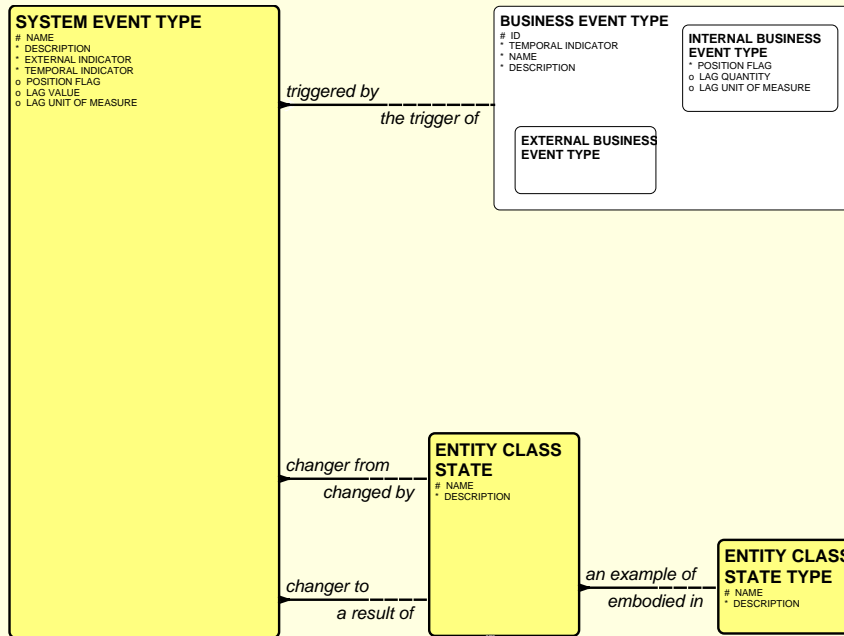 SYSTEM EVENT TYPE
# NAME
* DESCRIPTION
* EXTERNAL INDICATOR
* TEMPORAL INDICATOR
o POSITION FLAG
o LAG VALUE
o LAG UNIT OF MEASURE
triggered by
the trigger of
BUSINESS EVENT TYPE
# ID
* TEMPORAL INDICATOR
* NAME
* DESCRIPTION
INTERNAL BUSINESS
EVENT TYPE
* POSITION FLAG
o LAG QUANTITY
o LAG UNIT OF MEASURE
EXTERNAL BUSINESS
EVENT TYPE
changer from
changed by
changer to
a result of
ENTITY CLASS
STATE
# NAME
* DESCRIPTION
an example of
embodied in
ENTITY CLASS
STATE TYPE
# NAME
* DESCRIPTION